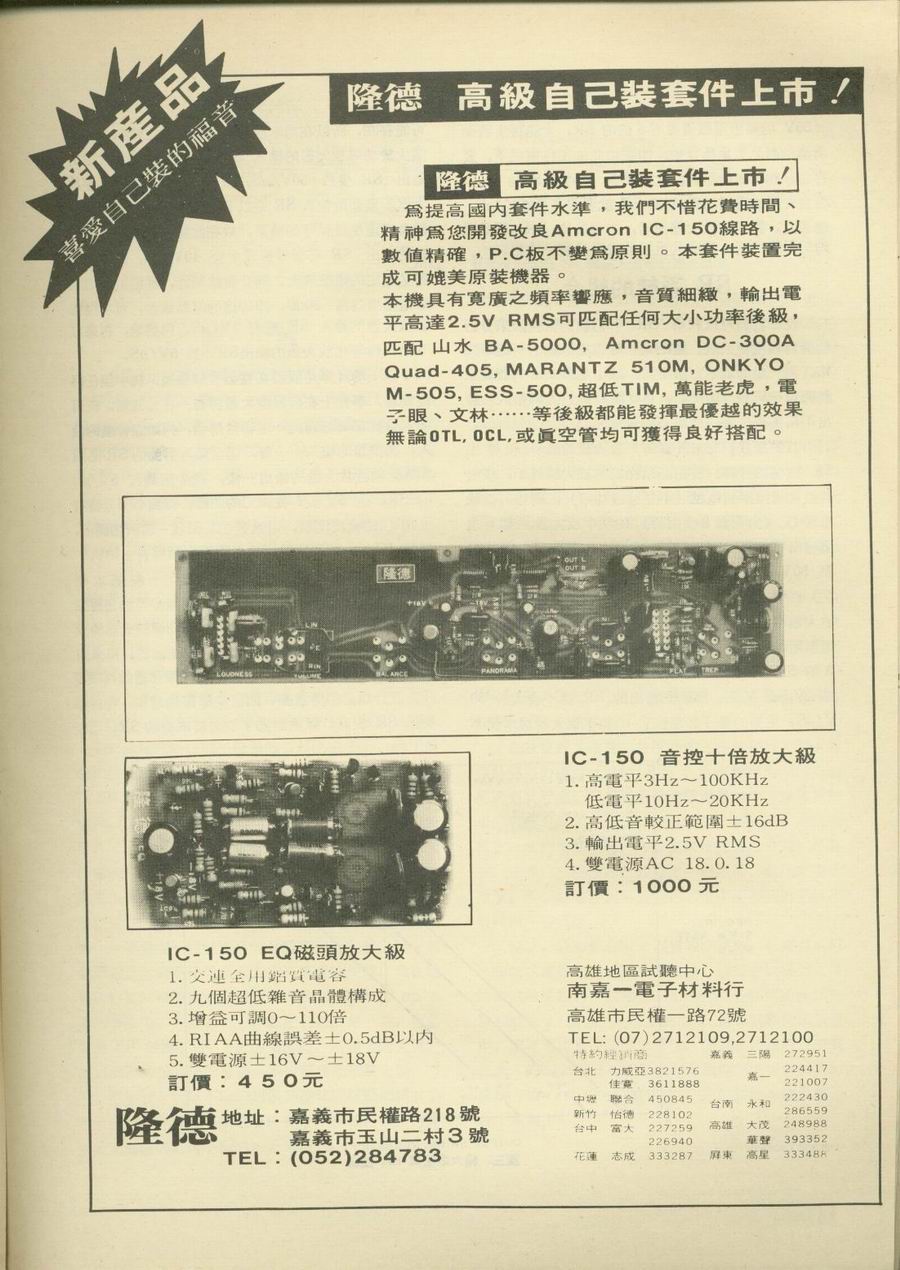 新產品
喜愛自己裝的福音
隆德 高級自己裝套件上市!
隆德 高級自己裝套件上市!
爲提高國內套件水準,我們不惜花費時間、
精神爲您開發改良Amcron IC-150線路,以
數值精確,P.C板不變爲原則。本套件裝置完
成可媲美原裝機器。
本機具有寬廣之頻率響應,音質細緻,輸出電
平高達2.5V RMS可匹配任何大小功率後級,
匹配 山水 BA-5000, Amcron DC-300A
Quad-405, MARANTZ 510M, ONKYO
M-505, ESS-500, 超低TIM, 萬能老虎,電
子眼、文林……等後級都能發揮最優越的效果
無論OTL, OCL, 或眞空管均可獲得良好搭配。
隆德
OUT L
OUT R
+18V
18V
LIN
RIN
LOUDNESS
VOLUME
BALANCE
PANORAMA
FLAT
TREP
IC-150 音控十倍放大級
1. 高電平3Hz~100KHz
低電平10Hz~20KHz
2. 高低音較正範圍±16dB
3. 輸出電平2.5V RMS
4. 雙電源AC 18.0.18
訂價:1000 元
IC-150 EQ磁頭放大級
1. 交連全用鋁質電容
2. 九個超低雜音晶體構成
3. 增益可調0~110倍
4. RIAA曲線誤差±0.5dB以內
5. 雙電源±16V~±18V
訂價:450元
隆德 地址:嘉義市民權路218號
嘉義市玉山二村3號
TEL:(052)284783
高雄地區試聽中心
南嘉一電子材料行
高雄市民權一路72號
TEL: (07)2712109,2712100
特約經銷商
台北 力威亞3821576
佳寶 3611888
中壢 聯合 450845
新竹 怡德 228102
台中 富大 227259
226940
花蓮 志成 333287
嘉義 三陽 272951
嘉一 224417
221007
台南 永和 222430
286559
高雄 大茂 248988
華聲 393352
屏東 高星 333488